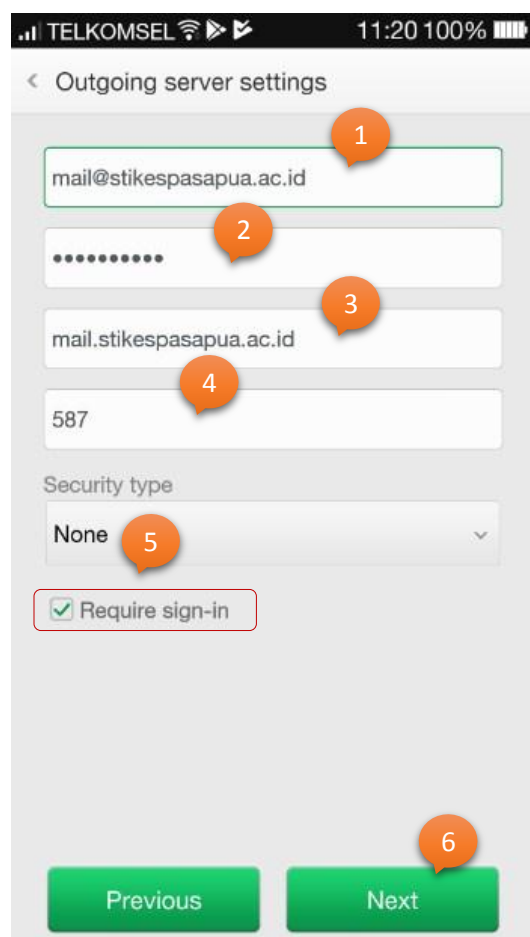 TELKOMSEL 11:20 100%
Outgoing server settings
1
mail@stikespasapua.ac.id
2
••••••••••
3
mail.stikespasapua.ac.id
4
587
Security type
None
5
Require sign-in
6
Previous Next